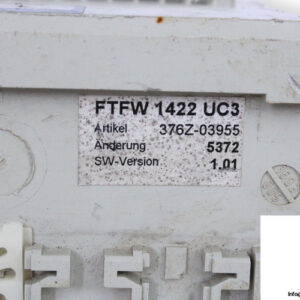 FTFW 1422 UC3
Artikel 376Z-03955
Änderung 5372
SW-Version 1.01